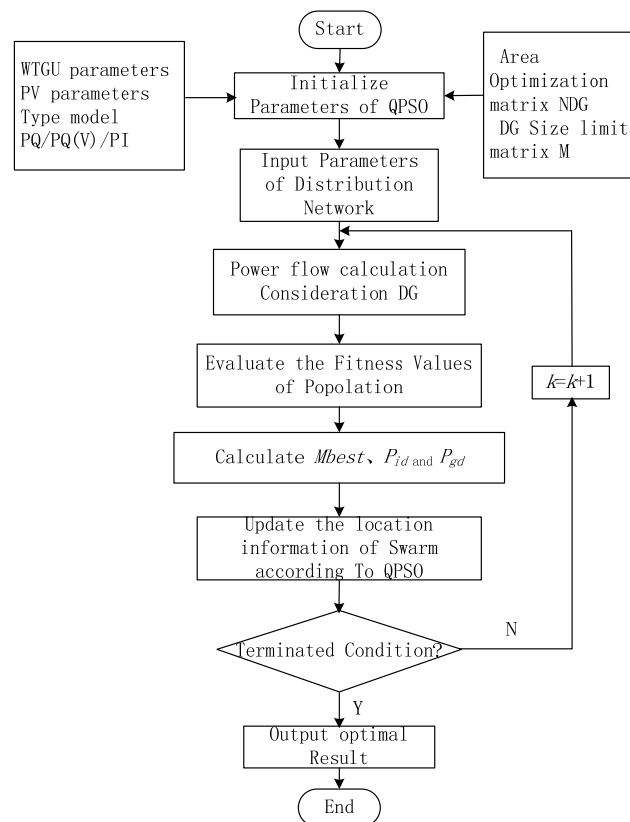 Start
WTGU parameters
PV parameters
Type model
PQ/PQ(V)/PI
Initialize
Parameters of QPSO
Area
Optimization
matrix NDG
DG Size limit
matrix M
Input Parameters
of Distribution
Network
Power flow calculation
Consideration DG
Evaluate the Fitness Values
of Popolation
k=k+1
Calculate Mbest、Pid and Pgd
Update the location
information of Swarm
according To QPSO
Terminated Condition?
N
Y
Output optimal
Result
End